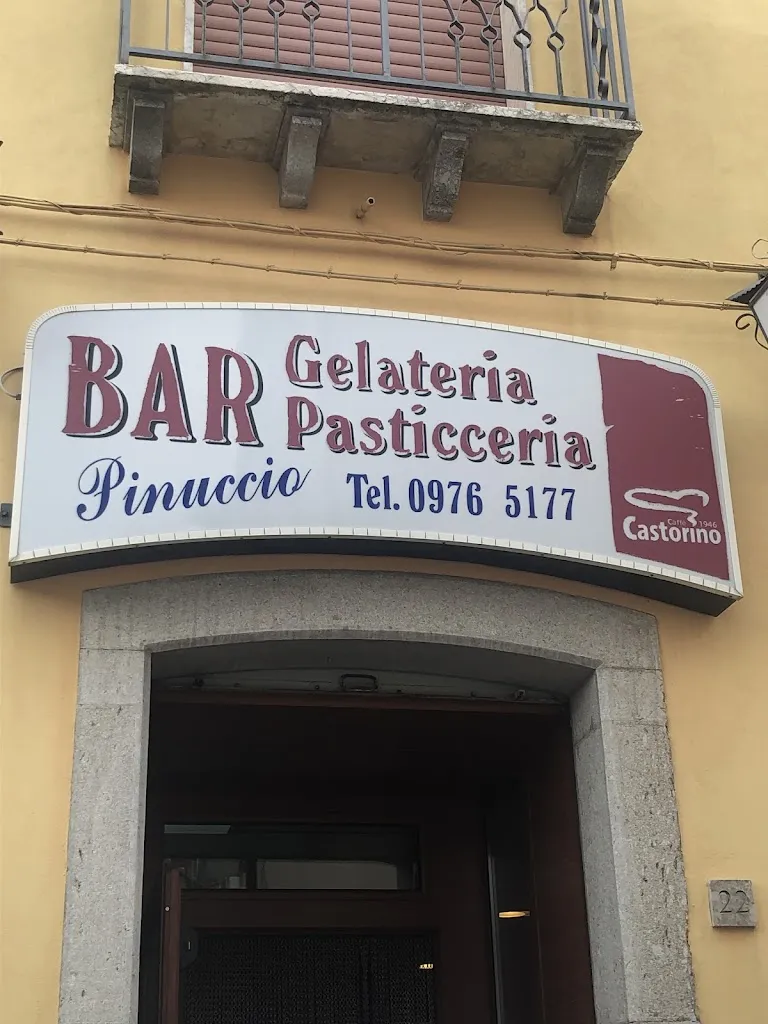 BAR
Gelateria
Pasticceria
Pinuccio
Tel. 0976 5177
Caffè 1946
Castorino
22